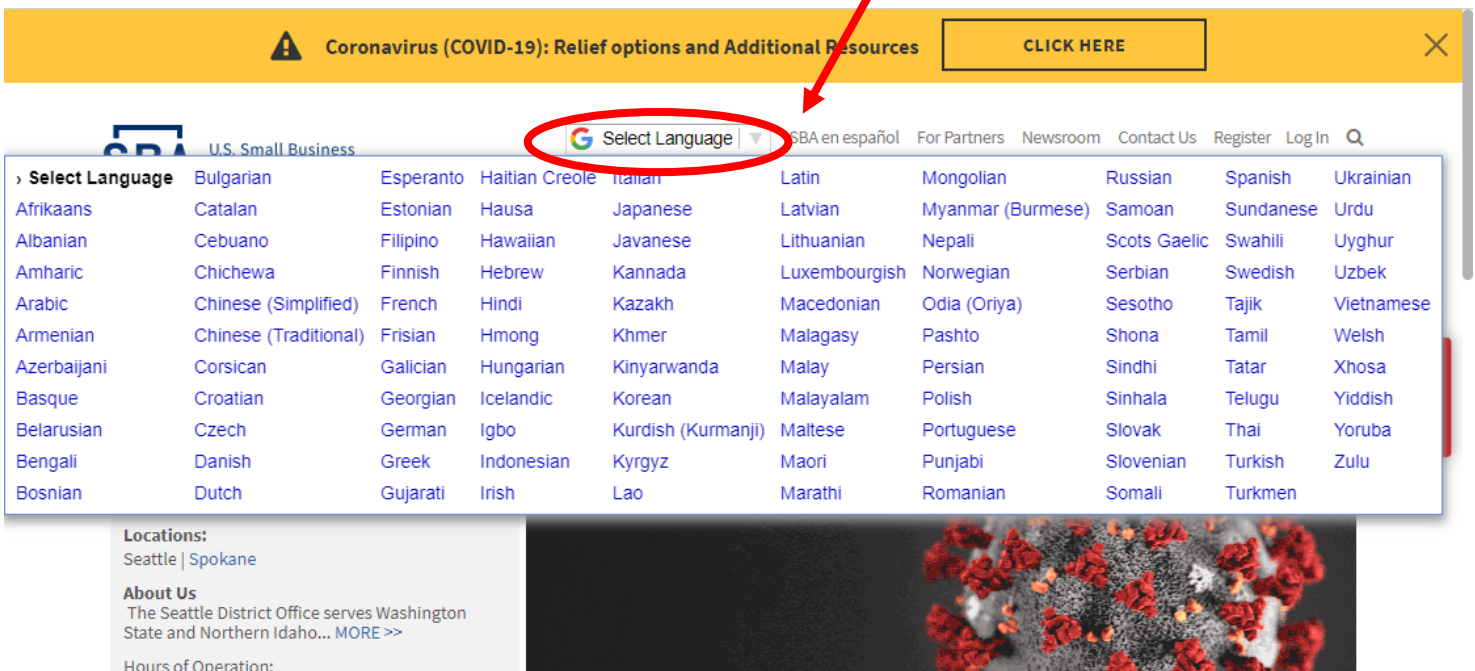 Coronavirus (COVID-19): Relief options and Additional Resources CLICK HERE
Select Language SBA en español For Partners Newsroom Contact Us Register Log In
SBA U.S. Small Business
› Select Language Bulgarian Esperanto Haitian Creole Italian Latin Mongolian Russian Spanish Ukrainian
Afrikaans Catalan Estonian Hausa Japanese Latvian Myanmar (Burmese) Samoan Sundanese Urdu
Albanian Cebuano Filipino Hawaiian Javanese Lithuanian Nepali Scots Gaelic Swahili Uyghur
Amharic Chichewa Finnish Hebrew Kannada Luxembourgish Norwegian Serbian Swedish Uzbek
Arabic Chinese (Simplified) French Hindi Kazakh Macedonian Odia (Oriya) Sesotho Tajik Vietnamese
Armenian Chinese (Traditional) Frisian Hmong Khmer Malagasy Pashto Shona Tamil Welsh
Azerbaijani Corsican Galician Hungarian Kinyarwanda Malay Persian Sindhi Tatar Xhosa
Basque Croatian Georgian Icelandic Korean Malayalam Polish Sinhala Telugu Yiddish
Belarusian Czech German Igbo Kurdish (Kurmanji) Maltese Portuguese Slovak Thai Yoruba
Bengali Danish Greek Indonesian Kyrgyz Maori Punjabi Slovenian Turkish Zulu
Bosnian Dutch Gujarati Irish Lao Marathi Romanian Somali Turkmen
Locations:
Seattle | Spokane
About Us
The Seattle District Office serves Washington
State and Northern Idaho... MORE >>
Hours of Operation: